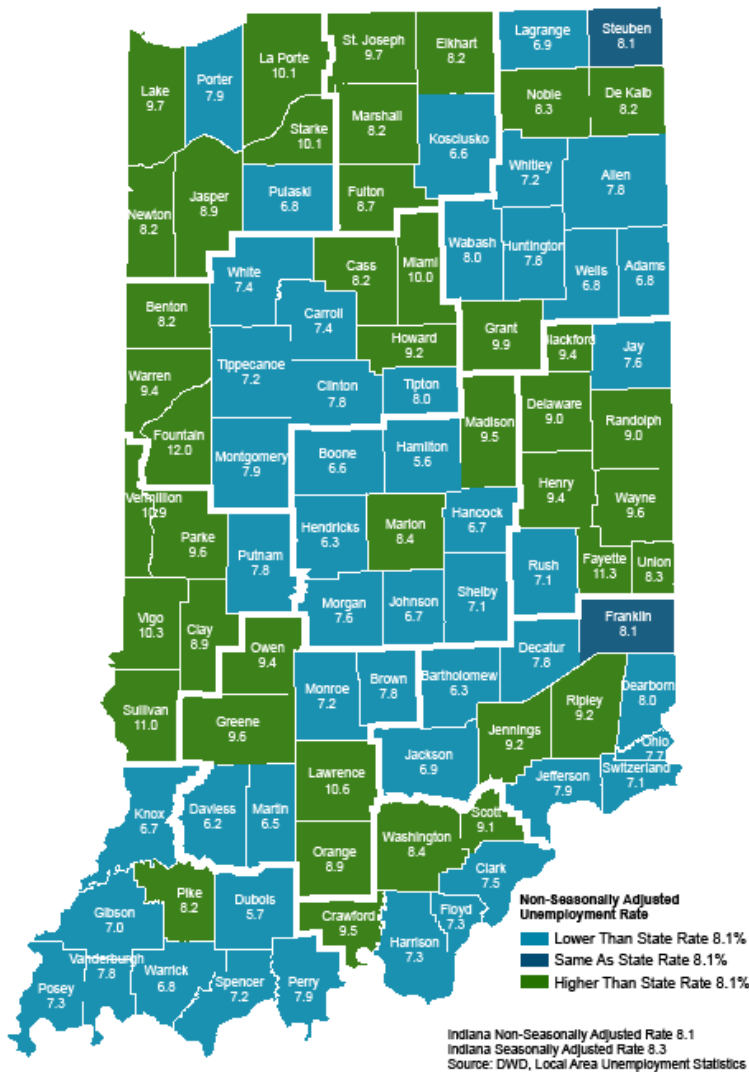 St. Joseph
9.7
Elkhart
8.2
Lagrange
6.9
Steuben
8.1
La Porte
10.1
Porter
7.9
Lake
9.7
Noble
8.3
De Kalb
8.2
Marshall
8.2
Starke
10.1
Kosciusko
6.6
Whitley
7.2
Allen
7.8
Pulaski
6.8
Fulton
8.7
Jasper
8.9
Newton
8.2
Wabash
8.0
Huntington
7.8
Wells
6.8
Adams
6.8
White
7.4
Cass
8.2
Miami
10.0
Benton
8.2
Carroll
7.4
Howard
9.2
Grant
9.9
Blackford
9.4
Jay
7.6
Warren
9.4
Tippecanoe
7.2
Clinton
7.8
Tipton
8.0
Madison
9.5
Delaware
9.0
Randolph
9.0
Fountain
12.0
Montgomery
7.9
Boone
6.6
Hamilton
5.6
Henry
9.4
Wayne
9.6
Vermillion
10.9
Parke
9.6
Putnam
7.8
Hendricks
6.3
Marion
8.4
Hancock
6.7
Rush
7.1
Fayette
11.3
Union
8.3
Vigo
10.3
Clay
8.9
Morgan
7.6
Johnson
6.7
Shelby
7.1
Franklin
8.1
Owen
9.4
Decatur
7.8
Sullivan
11.0
Greene
9.6
Monroe
7.2
Brown
7.8
Bartholomew
6.3
Ripley
9.2
Dearborn
8.0
Jennings
9.2
Ohio
7.7
Jackson
6.9
Jefferson
7.9
Switzerland
7.1
Lawrence
10.6
Knox
6.7
Daviess
6.2
Martin
6.5
Orange
8.9
Washington
8.4
Scott
9.1
Clark
7.5
Pike
8.2
Dubois
5.7
Gibson
7.0
Crawford
9.5
Floyd
7.3
Harrison
7.3
Posey
7.3
Vanderburgh
7.8
Warrick
6.8
Spencer
7.2
Perry
7.9
Non-Seasonally Adjusted
Unemployment Rate
Lower Than State Rate 8.1%
Same As State Rate 8.1%
Higher Than State Rate 8.1%
Indiana Non-Seasonally Adjusted Rate 8.1
Indiana Seasonally Adjusted Rate 8.3
Source: DWD, Local Area Unemployment Statistics